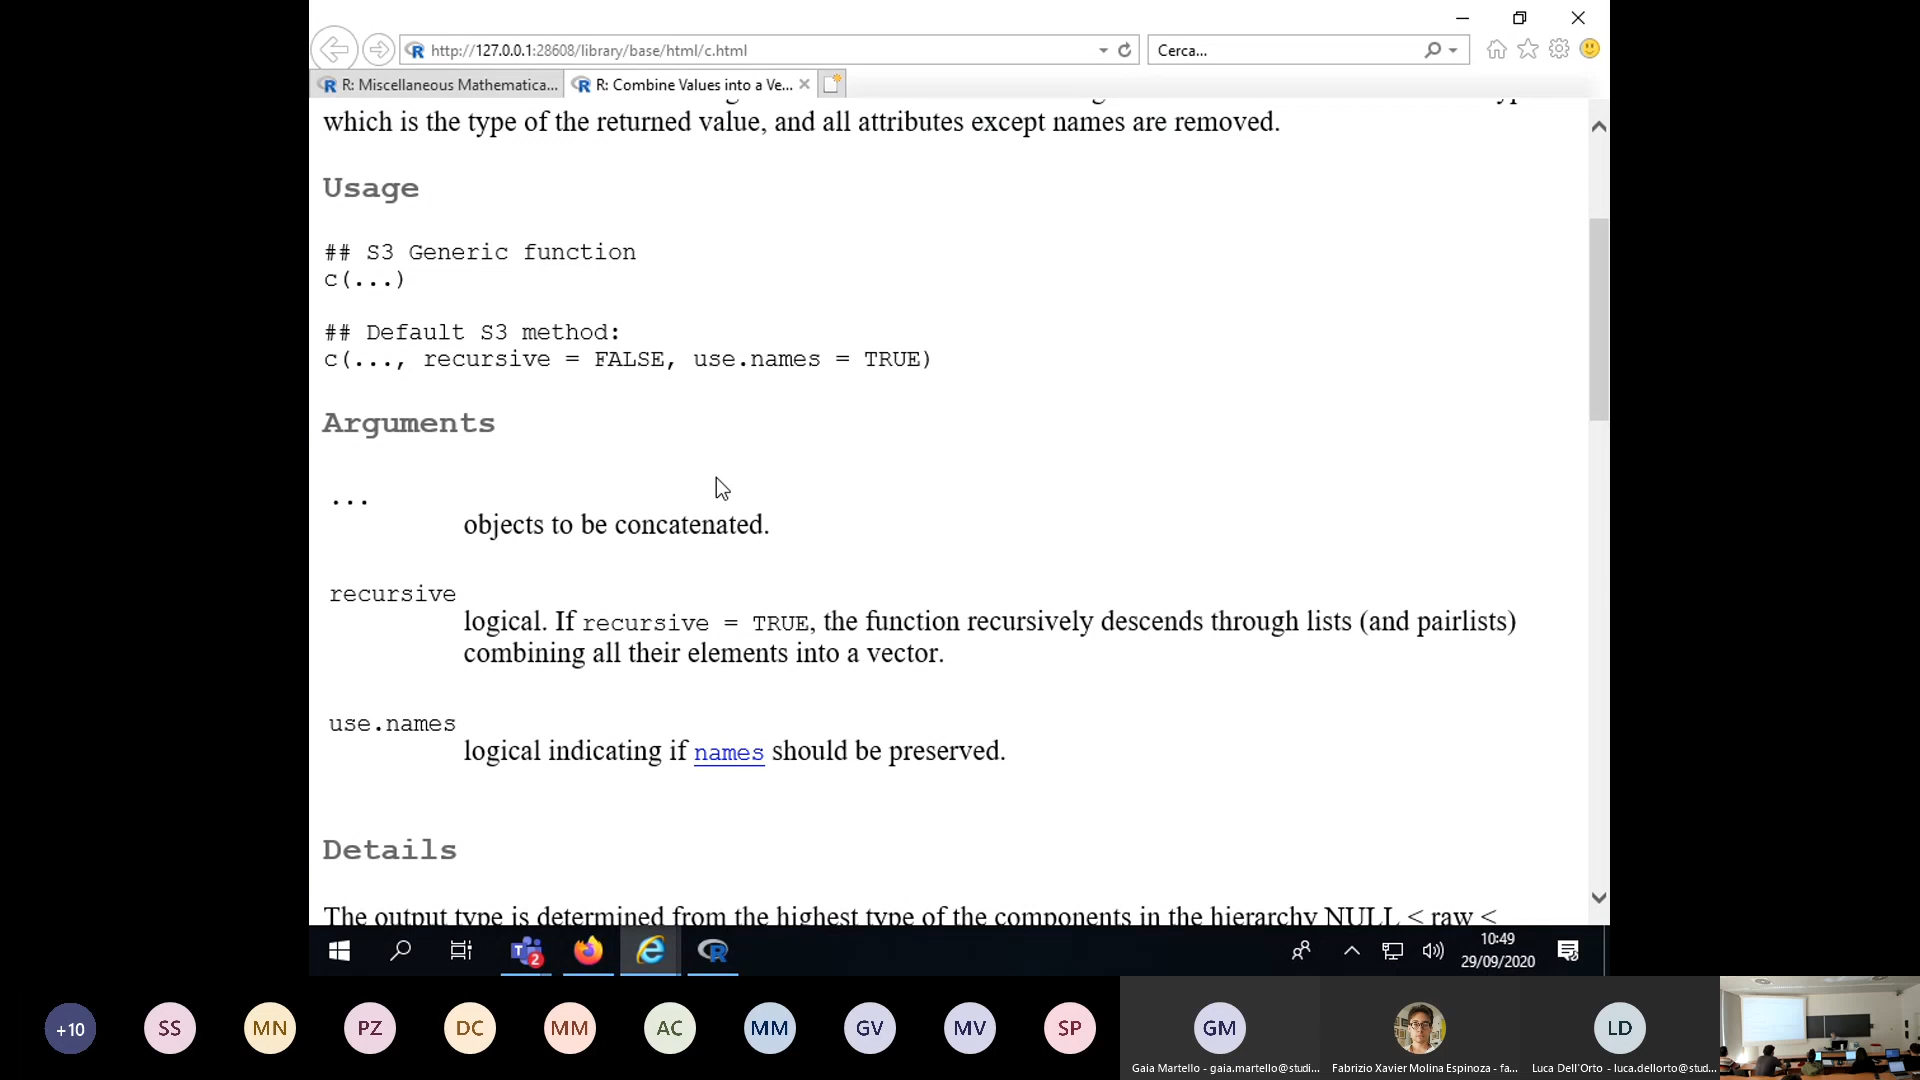 http://127.0.0.1:28608/library/base/html/c.html
Cerca...
R: Miscellaneous Mathematica...
R: Combine Values into a Ve...
which is the type of the returned value, and all attributes except names are removed.
Usage
## S3 Generic function
c(...)
## Default S3 method:
c(..., recursive = FALSE, use.names = TRUE)
Arguments
...
objects to be concatenated.
recursive
logical. If recursive = TRUE, the function recursively descends through lists (and pairlists)
combining all their elements into a vector.
use.names
logical indicating if names should be preserved.
Details
The output type is determined from the highest type of the components in the hierarchy NULL < raw <
2
10:49
29/09/2020
+10
SS
MN
PZ
DC
MM
AC
MM
GV
MV
SP
GM
LD
Gaia Martello - gaia.martello@studi...
Fabrizio Xavier Molina Espinoza - fa...
Luca Dell'Orto - luca.dellorto@stud...